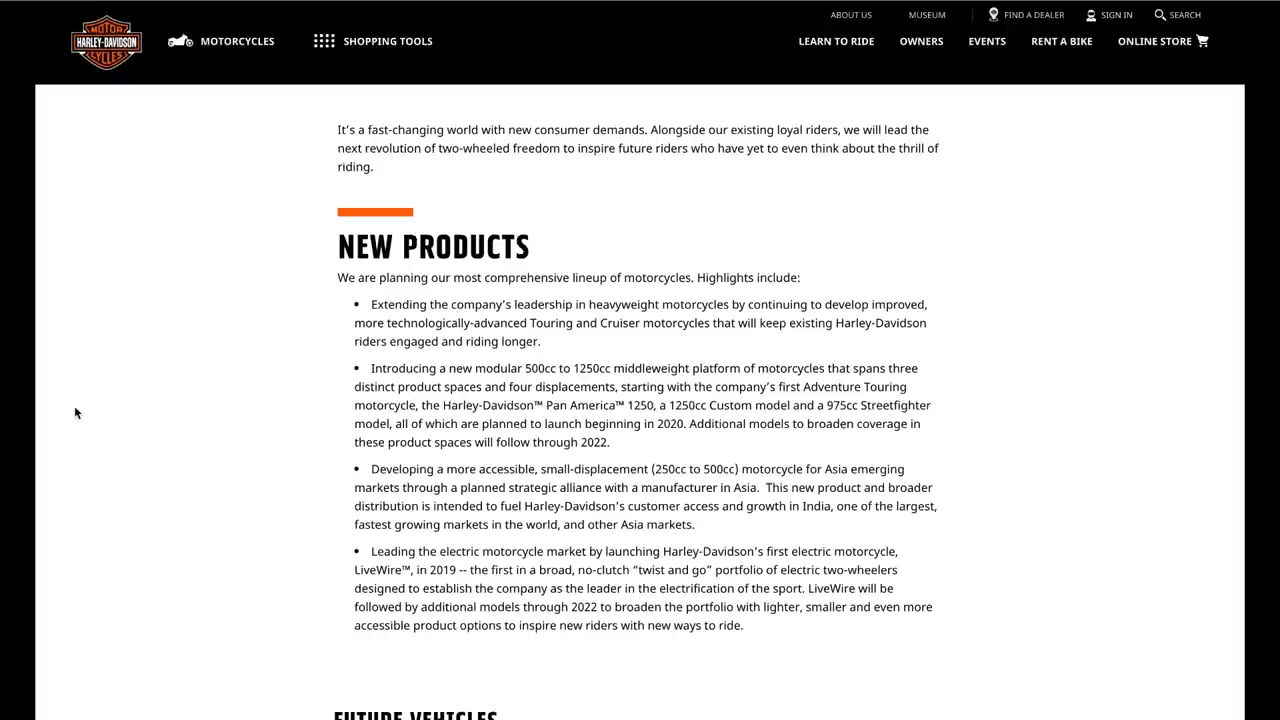 ABOUT US MUSEUM FIND A DEALER SIGN IN SEARCH
MOTOR
HARLEY-DAVIDSON
CYCLES
MOTORCYCLES SHOPPING TOOLS LEARN TO RIDE OWNERS EVENTS RENT A BIKE ONLINE STORE
It’s a fast-changing world with new consumer demands. Alongside our existing loyal riders, we will lead the
next revolution of two-wheeled freedom to inspire future riders who have yet to even think about the thrill of
riding.
NEW PRODUCTS
We are planning our most comprehensive lineup of motorcycles. Highlights include:
• Extending the company’s leadership in heavyweight motorcycles by continuing to develop improved,
more technologically-advanced Touring and Cruiser motorcycles that will keep existing Harley-Davidson
riders engaged and riding longer.
• Introducing a new modular 500cc to 1250cc middleweight platform of motorcycles that spans three
distinct product spaces and four displacements, starting with the company’s first Adventure Touring
motorcycle, the Harley-Davidson™ Pan America™ 1250, a 1250cc Custom model and a 975cc Streetfighter
model, all of which are planned to launch beginning in 2020. Additional models to broaden coverage in
these product spaces will follow through 2022.
• Developing a more accessible, small-displacement (250cc to 500cc) motorcycle for Asia emerging
markets through a planned strategic alliance with a manufacturer in Asia.  This new product and broader
distribution is intended to fuel Harley-Davidson’s customer access and growth in India, one of the largest,
fastest growing markets in the world, and other Asia markets.
• Leading the electric motorcycle market by launching Harley-Davidson’s first electric motorcycle,
LiveWire™, in 2019 -- the first in a broad, no-clutch “twist and go” portfolio of electric two-wheelers
designed to establish the company as the leader in the electrification of the sport. LiveWire will be
followed by additional models through 2022 to broaden the portfolio with lighter, smaller and even more
accessible product options to inspire new riders with new ways to ride.
FUTURE VEHICLES